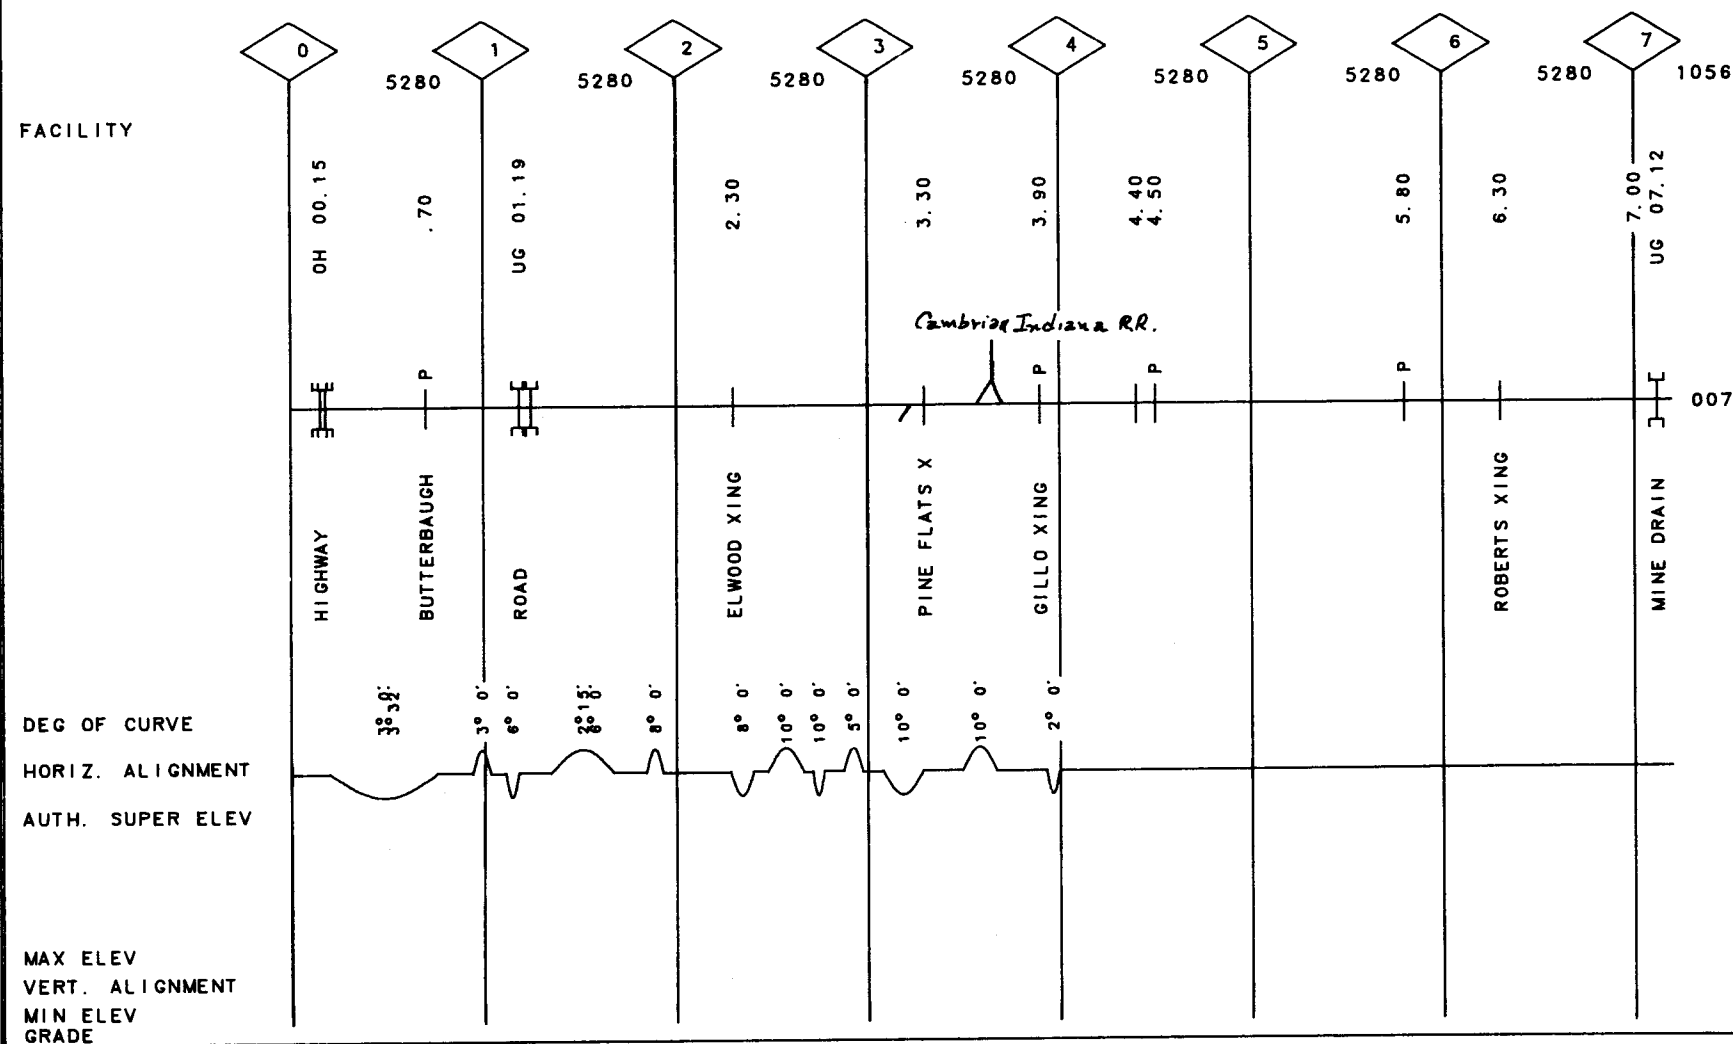 0 1 2 3 4 5 6 7
5280 5280 5280 5280 5280 5280 5280 1056
FACILITY
OH 00.15
.70
UG 01.19
2.30
3.30
3.90
4.40
4.50
5.80
6.30
7.00
UG 07.12
Cambrian Indiana R.R.
P P P P
007
HIGHWAY
BUTTERBAUGH
ROAD
ELWOOD XING
PINE FLATS X
GILLO XING
ROBERTS XING
MINE DRAIN
DEG OF CURVE
3° 0' 6° 0' 8° 0' 8° 0' 10° 0' 10° 0' 5° 0' 10° 0' 10° 0' 2° 0'
HORIZ. ALIGNMENT
AUTH. SUPER ELEV
MAX ELEV
VERT. ALIGNMENT
MIN ELEV
GRADE